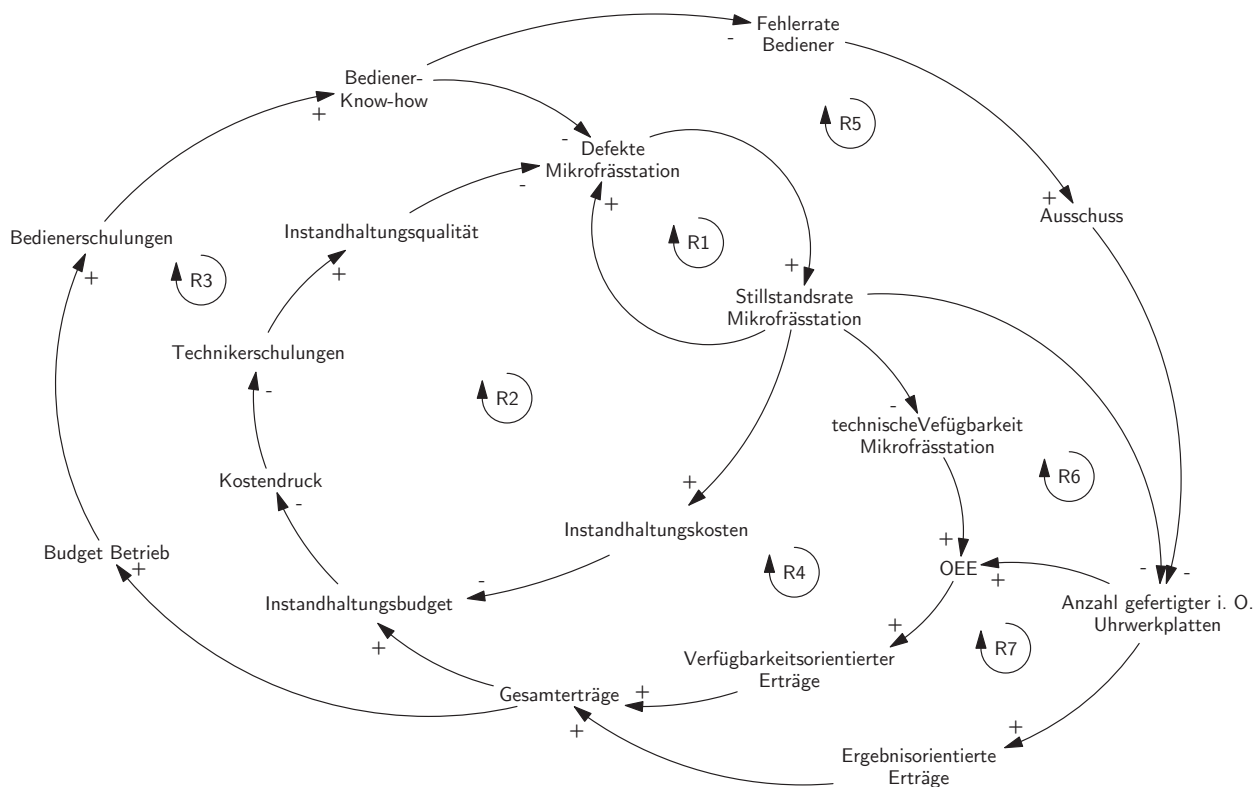 Fehlerrate
Bediener
-
Bediener-
Know-how
+
-
Defekte
Mikrofrässtation
-
+
R5
+
Ausschuss
Bedienerschulungen
+
Instandhaltungsqualität
+
R1
R3
+
Stillstandsrate
Mikrofrässtation
Technikerschulungen
-
R2
-
technischeVefügbarkeit
Mikrofrässtation
Kostendruck
-
+
R6
Instandhaltungskosten
+
Budget Betrieb
+
-
R4
OEE
+
-
-
Instandhaltungsbudget
+
Anzahl gefertigter i. O.
Uhrwerkplatten
+
R7
Verfügbarkeitsorientierter
Erträge
Gesamterträge
+
+
+
Ergebnisorientierte
Erträge